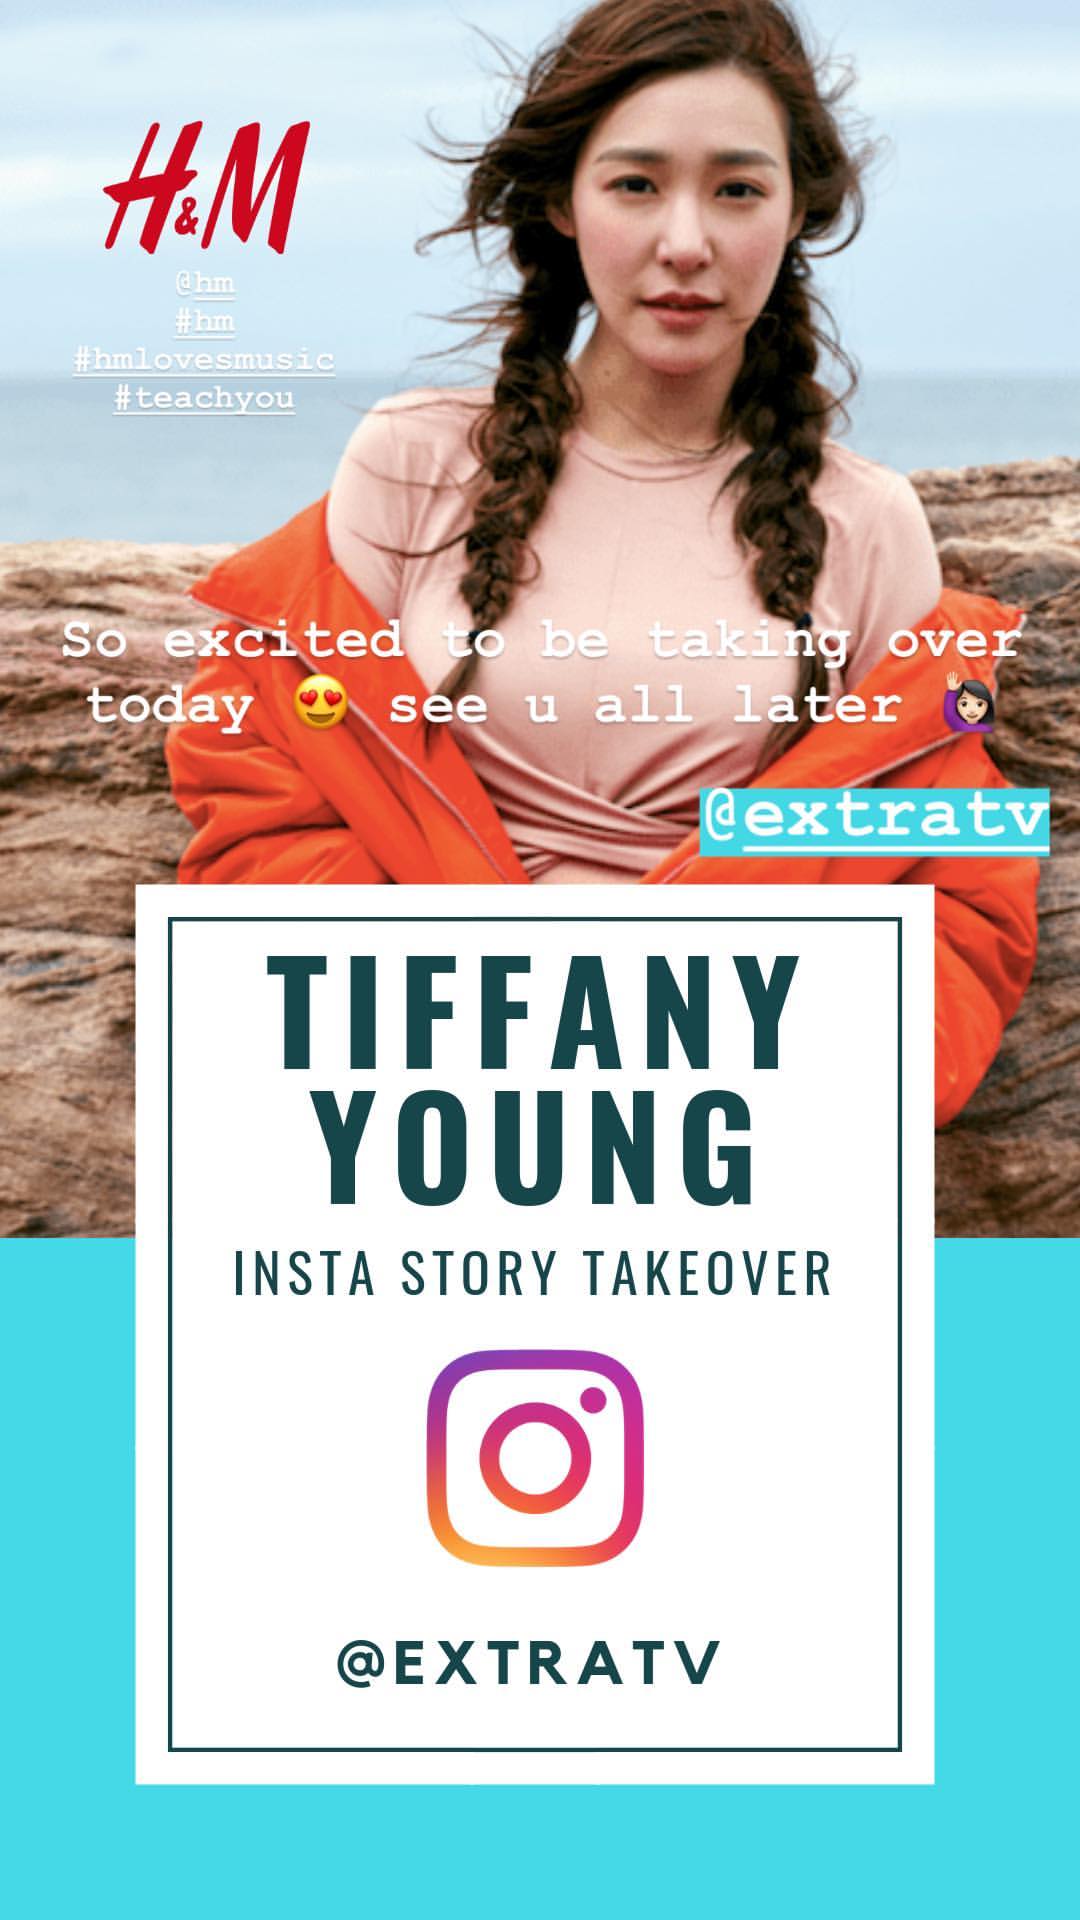 H&M
@hm
#hm
#hmlovesmusic
#teachyou
So excited to be taking over
today 😍 see u all later 🙋🏻‍♀️
@extratv
TIFFANY
YOUNG
INSTA STORY TAKEOVER
@EXTRATV